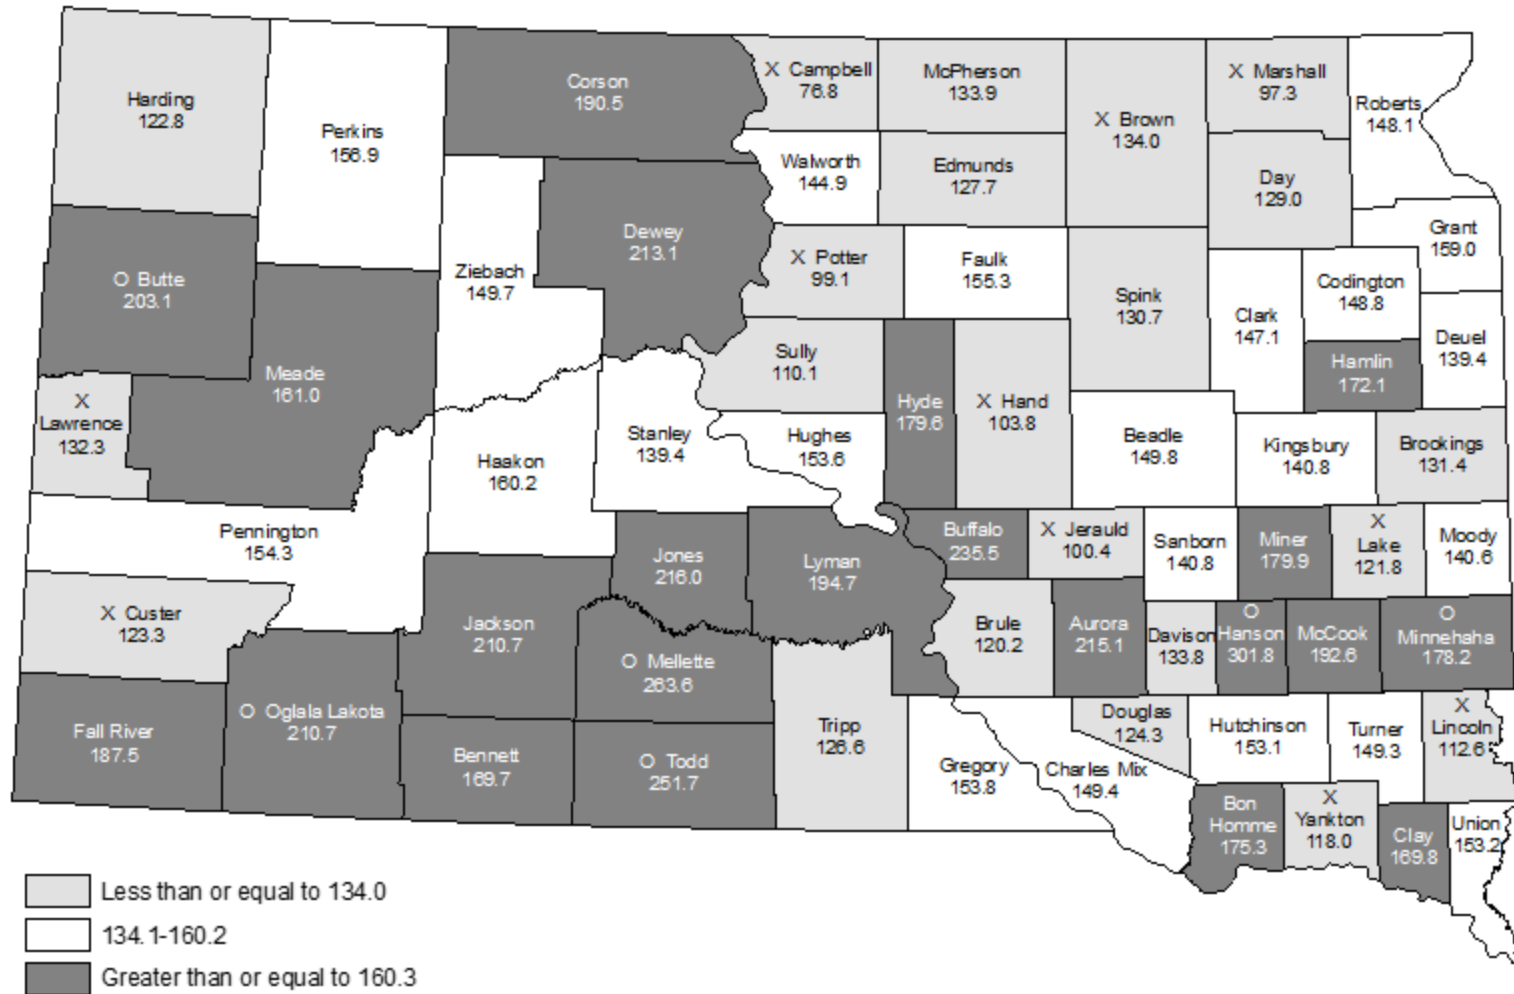 Harding
122.8
Perkins
156.9
Corson
190.5
X Campbell
76.8
McPherson
133.9
X Brown
134.0
X Marshall
97.3
Roberts
148.1
Walworth
144.9
Edmunds
127.7
Day
129.0
Grant
159.0
O Butte
203.1
Ziebach
149.7
Dewey
213.1
X Potter
99.1
Faulk
155.3
Spink
130.7
Clark
147.1
Codington
148.8
Deuel
139.4
Meade
161.0
Sully
110.1
Hamlin
172.1
X
Lawrence
132.3
Hyde
179.6
X Hand
103.8
Stanley
139.4
Hughes
153.6
Haakon
160.2
Beadle
149.8
Kingsbury
140.8
Brookings
131.4
Pennington
154.3
Jones
216.0
Lyman
194.7
Buffalo
235.5
X Jerauld
100.4
Sanborn
140.8
Miner
179.9
X
Lake
121.8
Moody
140.6
X Custer
123.3
Jackson
210.7
O Mellette
263.6
Brule
120.2
Aurora
215.1
Davison
133.8
O
Hanson
301.8
McCook
192.6
O
Minnehaha
178.2
Fall River
187.5
O Oglala Lakota
210.7
Bennett
169.7
O Todd
251.7
Tripp
126.6
Gregory
153.8
Charles Mix
149.4
Douglas
124.3
Hutchinson
153.1
Turner
149.3
X
Lincoln
112.6
Bon
Homme
175.3
X
Yankton
118.0
Clay
169.8
Union
153.2
Less than or equal to 134.0
134.1-160.2
Greater than or equal to 160.3